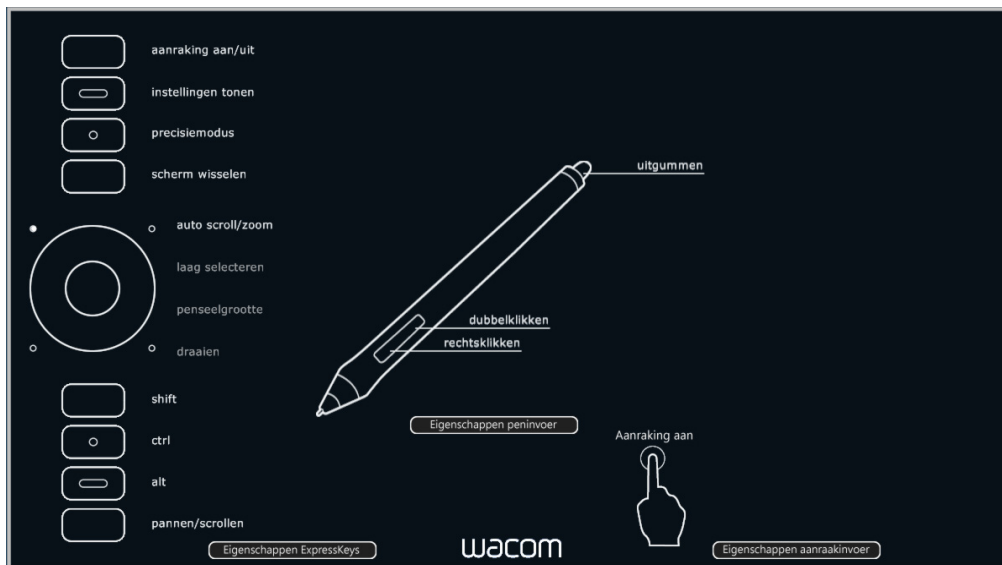 aanraking aan/uit
instellingen tonen
precisiemodus
scherm wisselen
auto scroll/zoom
laag selecteren
penseelgrootte
draaien
shift
ctrl
alt
pannen/scrollen
Eigenschappen ExpressKeys
uitgummen
dubbelklikken
rechtsklikken
Eigenschappen peninvoer
Aanraking aan
wacom
Eigenschappen aanraakinvoer